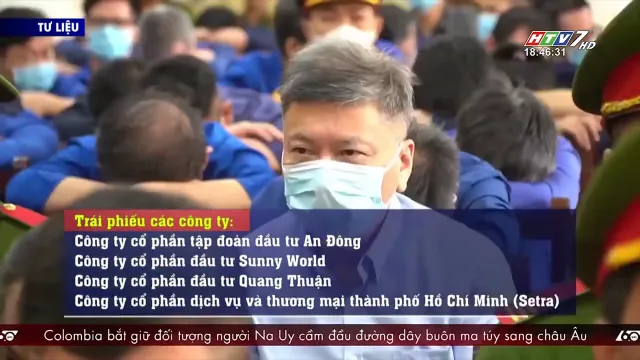 TƯ LIỆU
HTV7 HD
18:46:31
Trái phiếu các công ty:
Công ty cổ phần tập đoàn đầu tư An Đông
Công ty cổ phần đầu tư Sunny World
Công ty cổ phần đầu tư Quang Thuận
Công ty cổ phần dịch vụ và thương mại thành phố Hồ Chí Minh (Setra)
Colombia bắt giữ đối tượng người Na Uy cầm đầu đường dây buôn ma túy sang châu Âu